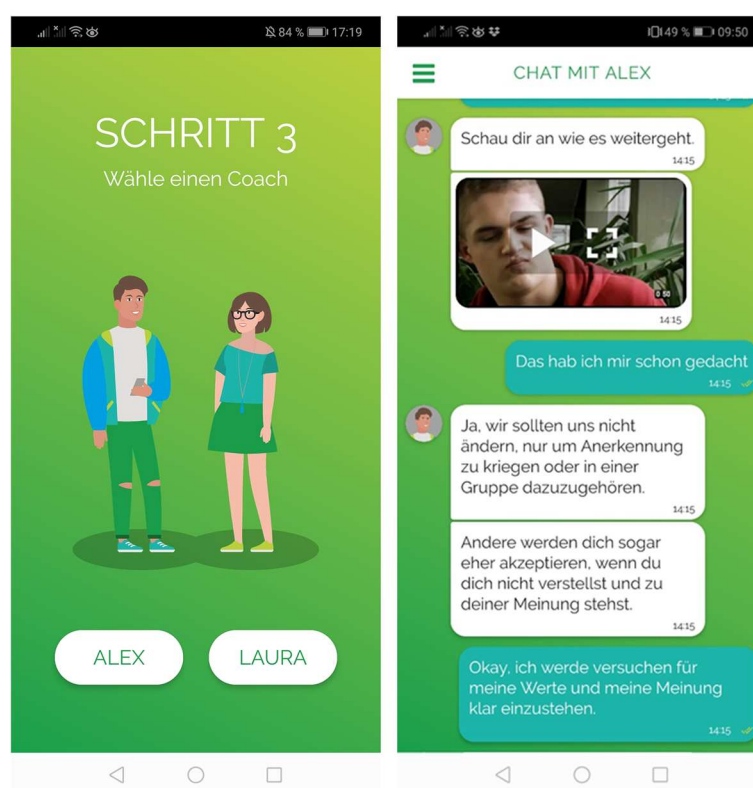 84 % 17:19
SCHRITT 3
Wähle einen Coach
ALEX
LAURA
49 % 09:50
CHAT MIT ALEX
Schau dir an wie es weitergeht.
14:15
0:50
14:15
Das hab ich mir schon gedacht
14:15
Ja, wir sollten uns nicht
ändern, nur um Anerkennung
zu kriegen oder in einer
Gruppe dazuzugehören.
14:15
Andere werden dich sogar
eher akzeptieren, wenn du
dich nicht verstellst und zu
deiner Meinung stehst.
14:15
Okay, ich werde versuchen für
meine Werte und meine Meinung
klar einzustehen.
14:15